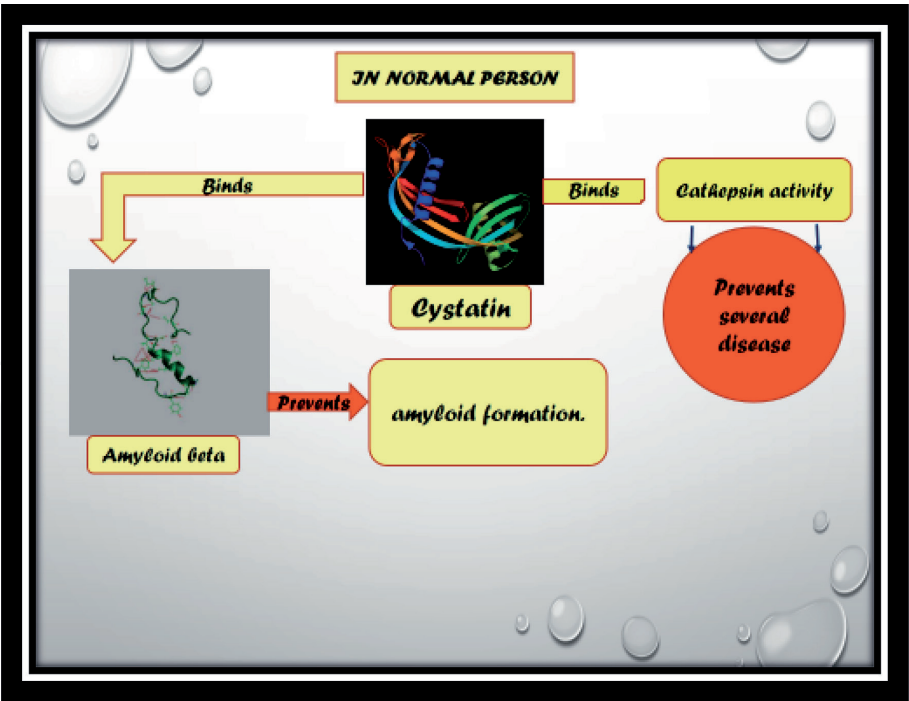 IN NORMAL PERSON
Binds
Binds
Cathepsin activity
Cystatin
Prevents
several
disease
Prevents
amyloid formation.
Amyloid beta